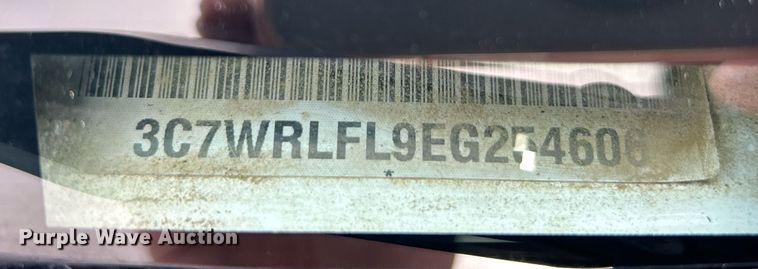 3C7WRLFL9EG254606
*
Purple Wave Auction